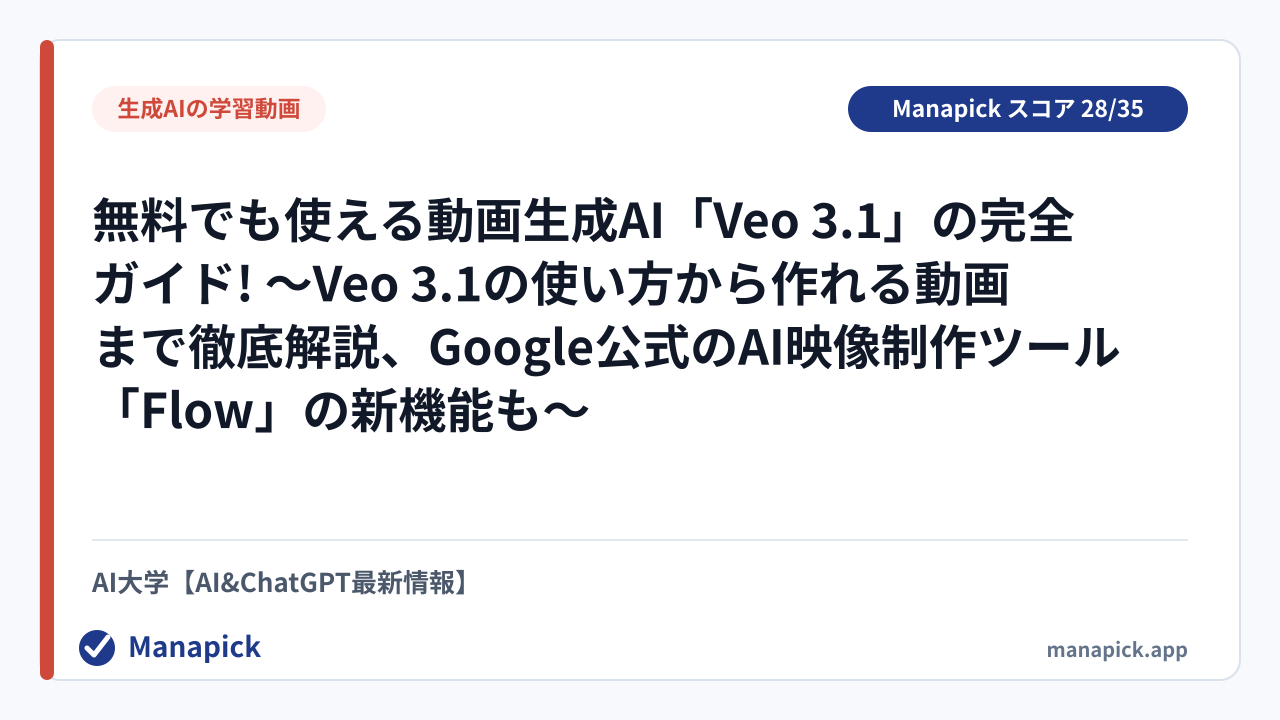 生成AIの学習動画
Manapick スコア 28/35
無料でも使える動画生成AI「Veo 3.1」の完全
ガイド! 〜Veo 3.1の使い方から作れる動画
まで徹底解説、Google公式のAI映像制作ツール
「Flow」の新機能も〜
AI大学【AI&ChatGPT最新情報】
Manapick
manapick.app